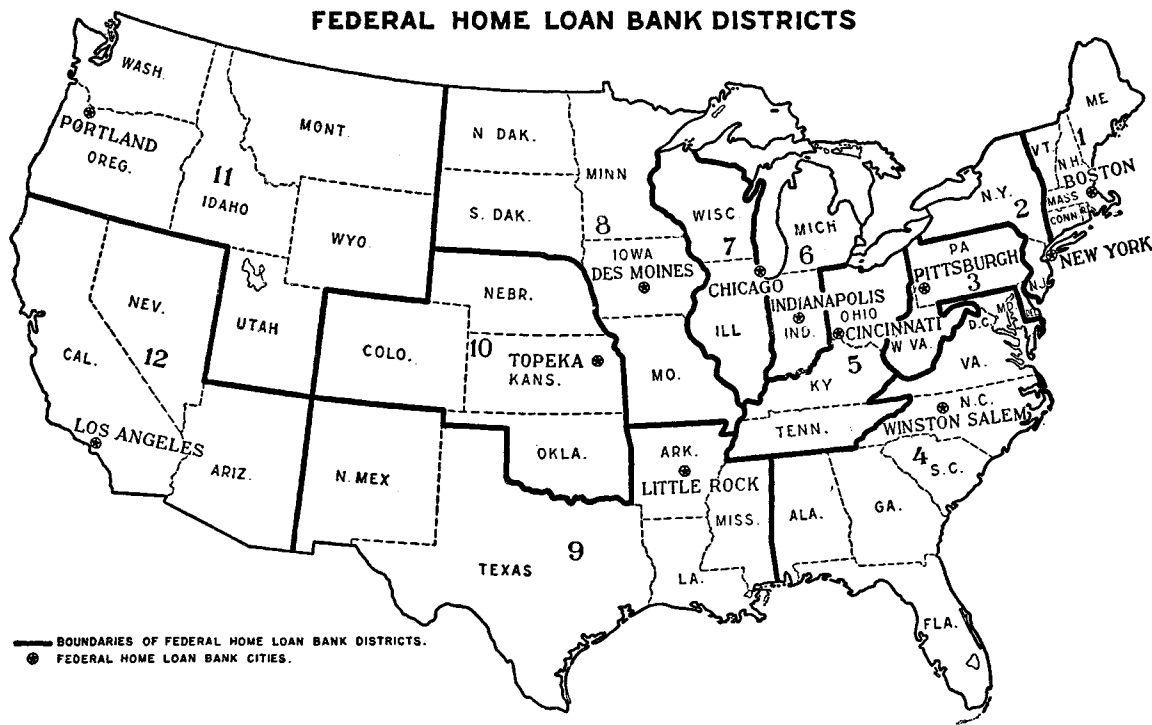 FEDERAL HOME LOAN BANK DISTRICTS
WASH.
MONT.
N DAK.
MINN
ME
PORTLAND
OREG.
11
IDAHO
S. DAK.
WYO.
8
WISC
7
MICH
6
VT.
N.H.
1
BOSTON
MASS
CONN
N.Y.
2
NEW YORK
IOWA
DES MOINES
NEBR.
CHICAGO
INDIANAPOLIS
IND.
OHIO
CINCINNATI
PA
PITTSBURGH
3
N.J.
MD
D.C.
W VA.
VA.
NEV.
UTAH
COLO.
10
TOPEKA
KANS.
ILL
MO.
5
KY
CAL.
12
LOS ANGELES
ARIZ.
N. MEX
OKLA.
ARK.
LITTLE ROCK
TENN.
N.C.
WINSTON SALEM
4
S.C.
MISS.
ALA.
GA.
TEXAS
9
LA.
FLA.
BOUNDARIES OF FEDERAL HOME LOAN BANK DISTRICTS.
FEDERAL HOME LOAN BANK CITIES.